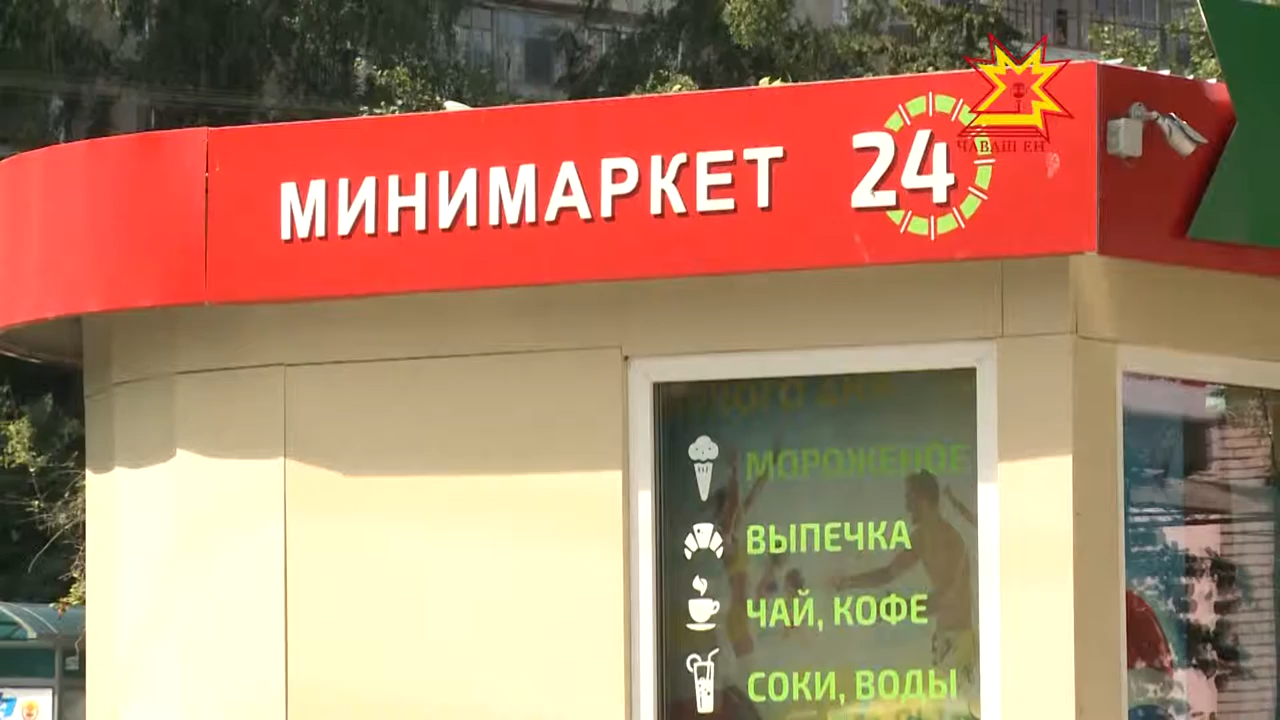 МИНИМАРКЕТ 24
ЧĂВАШ ЕН
МОРОЖЕНОЕ
ВЫПЕЧКА
ЧАЙ, КОФЕ
СОКИ, ВОДЫ